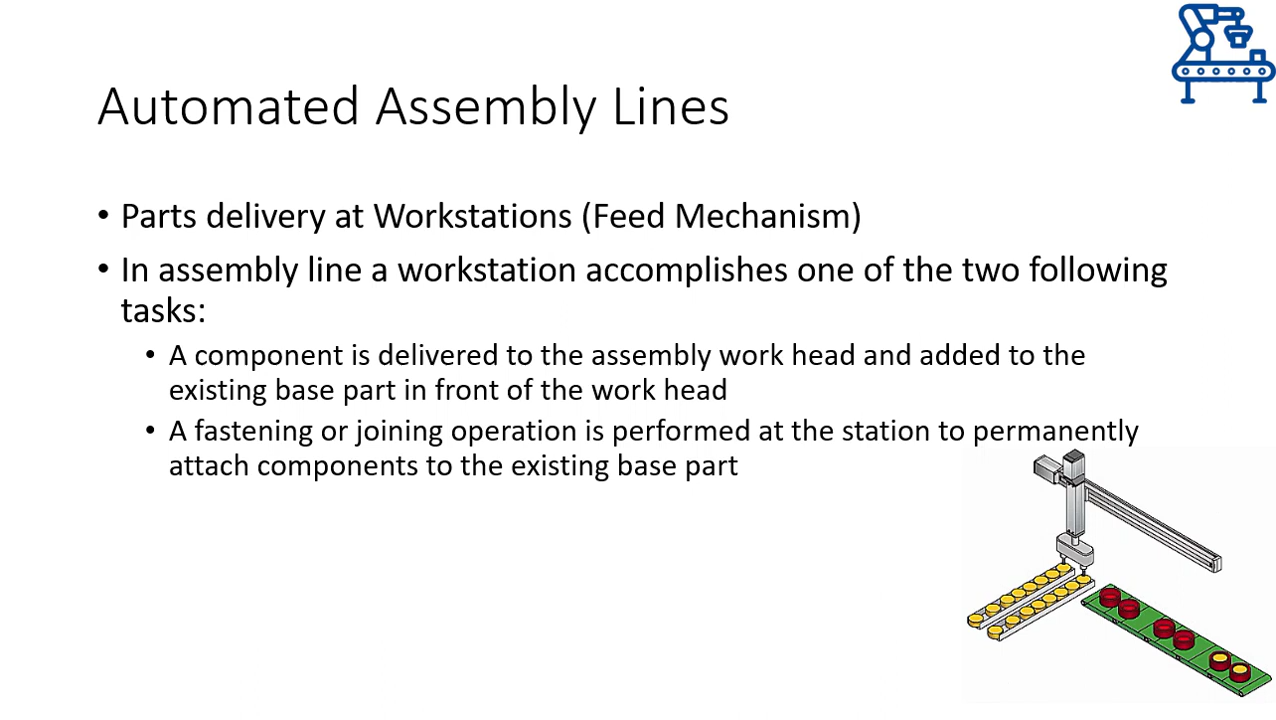 Automated Assembly Lines
• Parts delivery at Workstations (Feed Mechanism)
• In assembly line a workstation accomplishes one of the two following
tasks:
• A component is delivered to the assembly work head and added to the
existing base part in front of the work head
• A fastening or joining operation is performed at the station to permanently
attach components to the existing base part